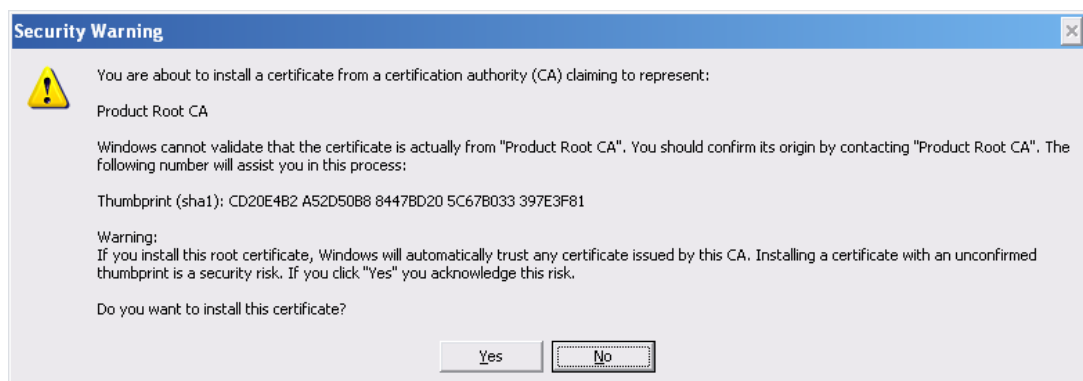 Security Warning
You are about to install a certificate from a certification authority (CA) claiming to represent:
Product Root CA
Windows cannot validate that the certificate is actually from "Product Root CA". You should confirm its origin by contacting "Product Root CA". The
following number will assist you in this process:
Thumbprint (sha1): CD20E4B2 A52D50B8 8447BD20 5C67B033 397E3F81
Warning:
If you install this root certificate, Windows will automatically trust any certificate issued by this CA. Installing a certificate with an unconfirmed
thumbprint is a security risk. If you click "Yes" you acknowledge this risk.
Do you want to install this certificate?
Yes No